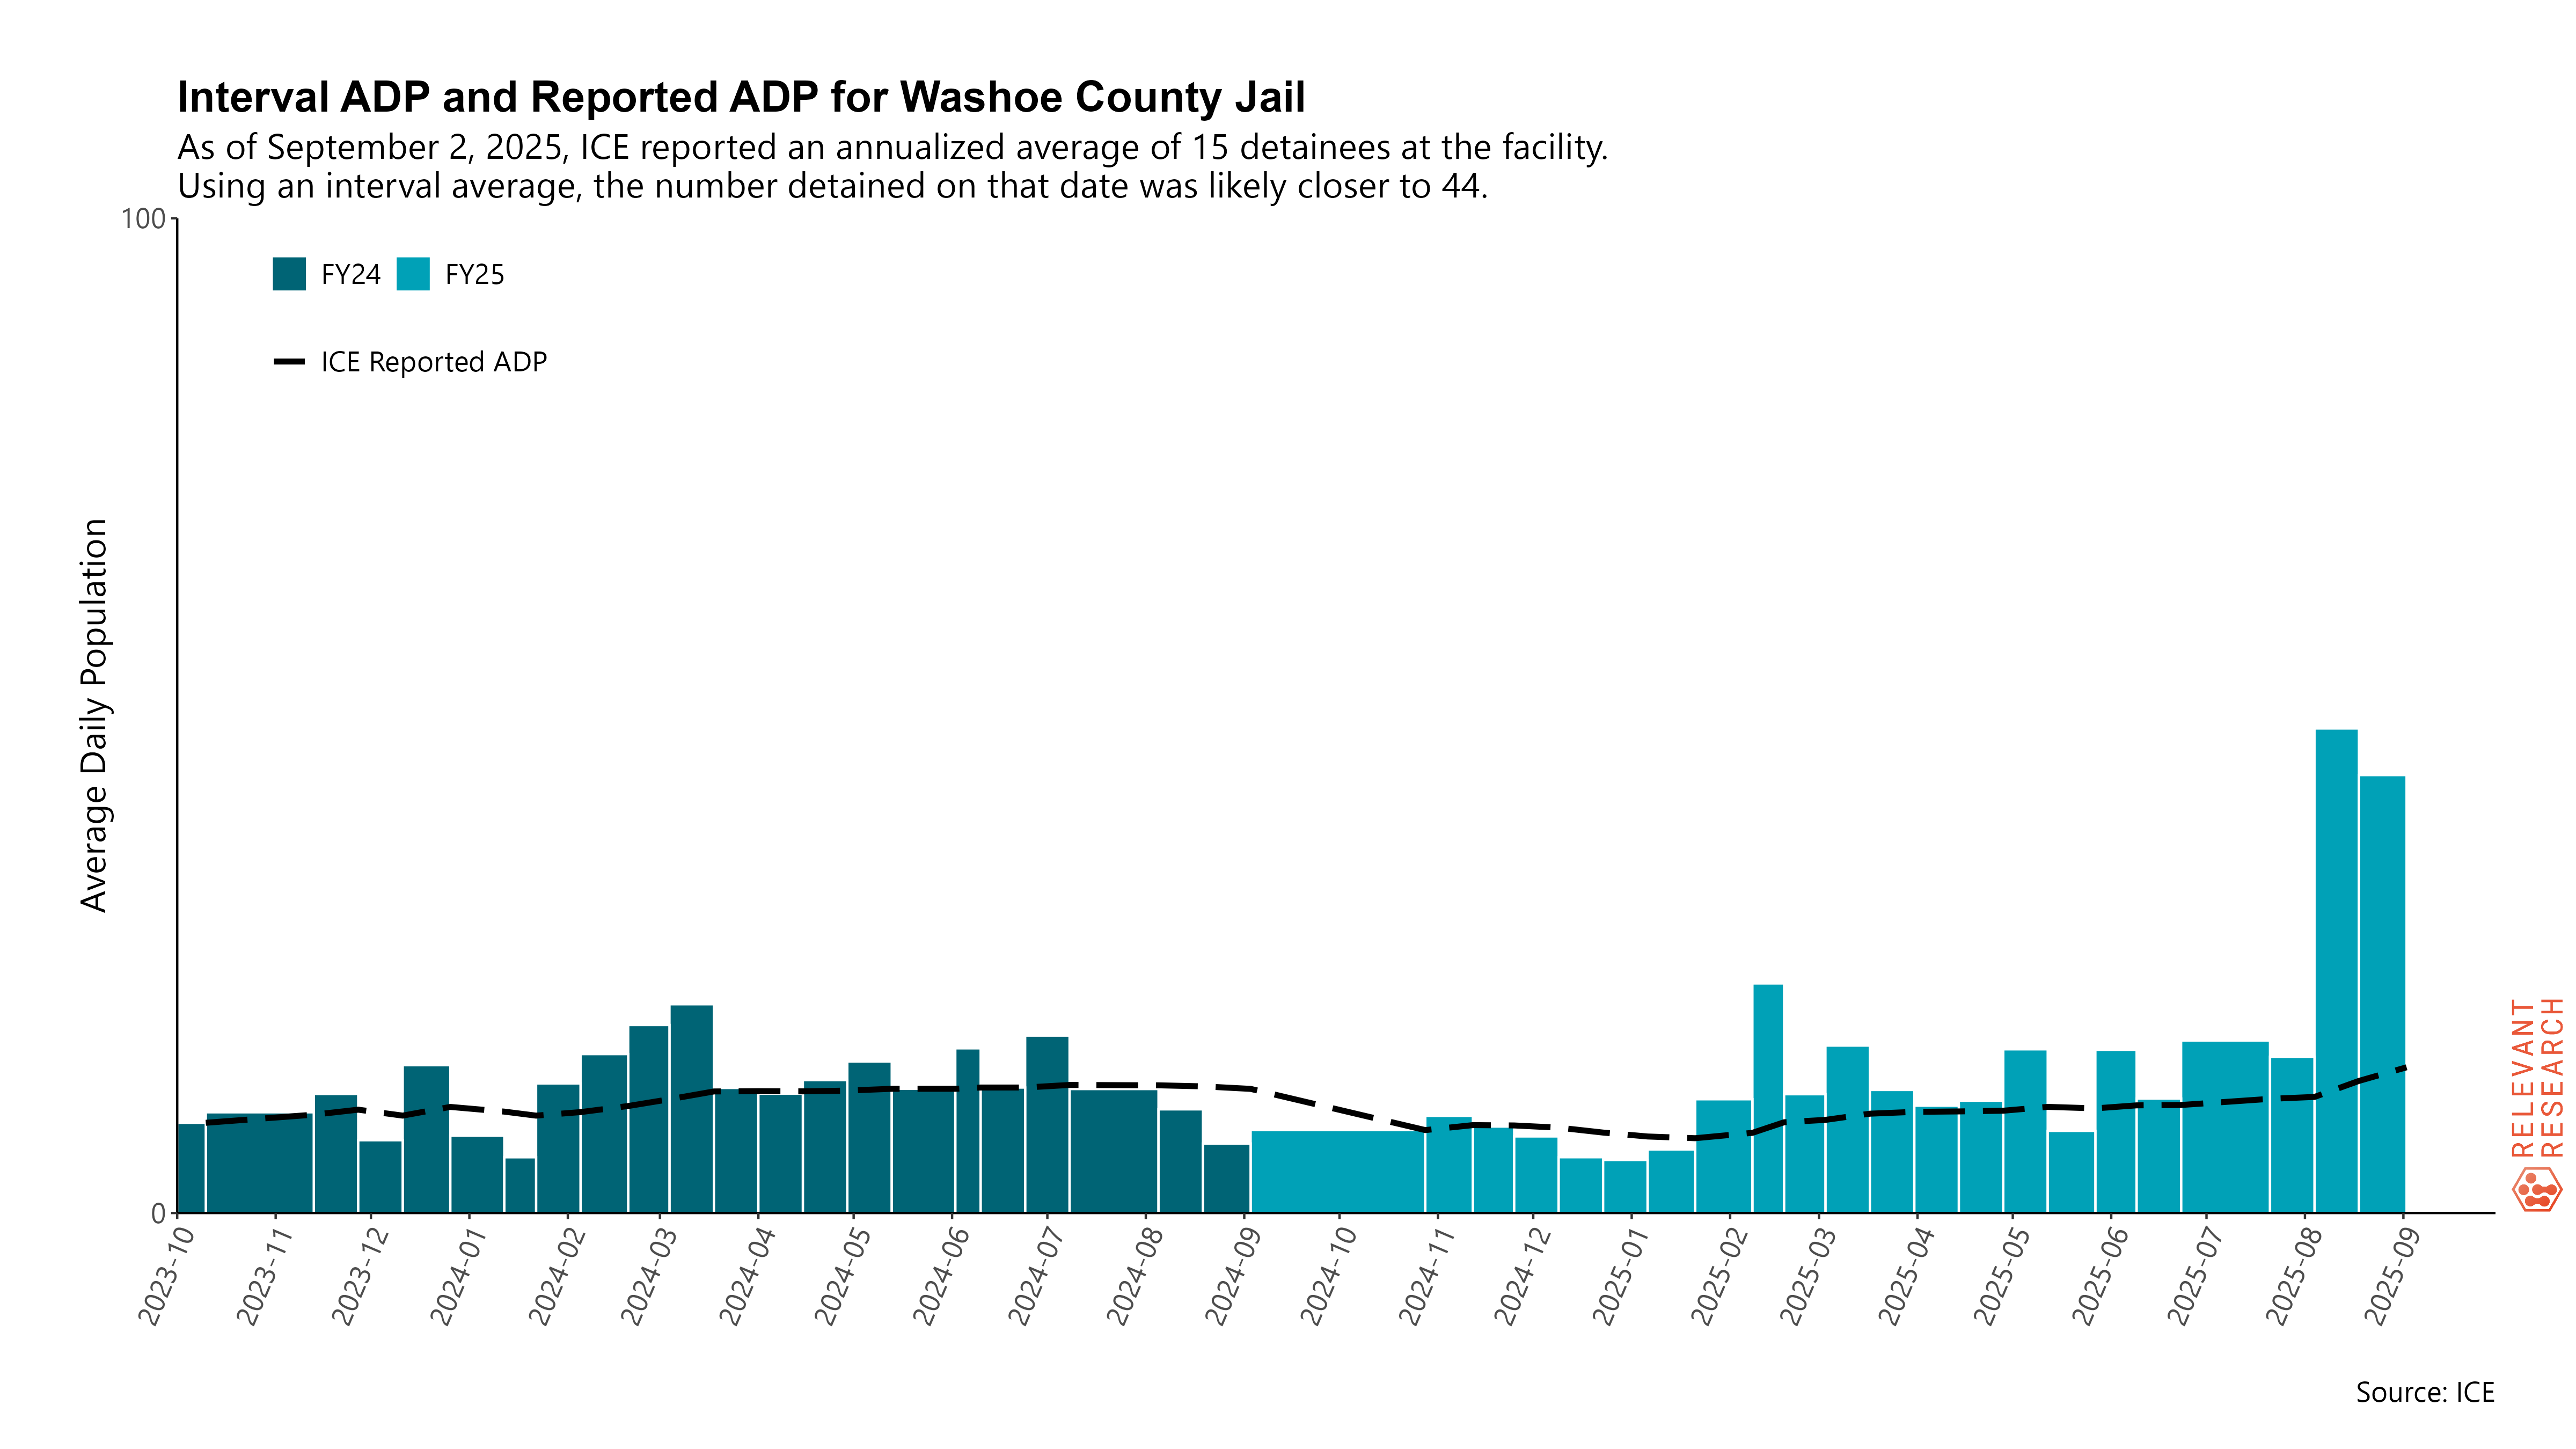 Interval ADP and Reported ADP for Washoe County Jail
As of September 2, 2025, ICE reported an annualized average of 15 detainees at the facility.
Using an interval average, the number detained on that date was likely closer to 44.
100
FY24 FY25
ICE Reported ADP
Average Daily Population
0
2023-10 2023-11 2023-12 2024-01 2024-02 2024-03 2024-04 2024-05 2024-06 2024-07 2024-08 2024-09 2024-10 2024-11 2024-12 2025-01 2025-02 2025-03 2025-04 2025-05 2025-06 2025-07 2025-08 2025-09
RELEVANT
RESEARCH
Source: ICE